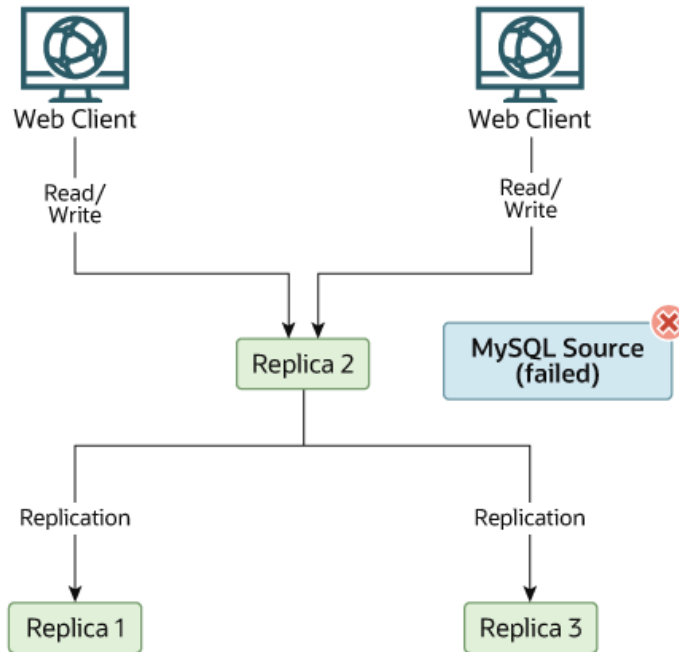 Web Client
Web Client
Read/
Write
Read/
Write
Replica 2
MySQL Source
(failed)
Replication
Replication
Replica 1
Replica 3